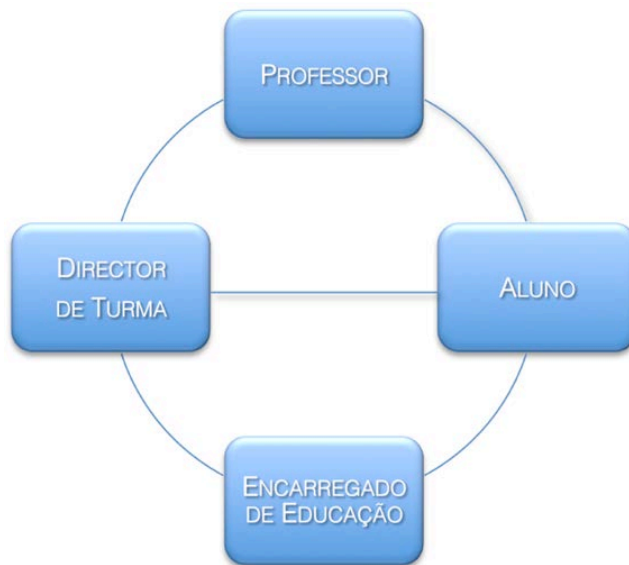 PROFESSOR
DIRECTOR
DE TURMA
ALUNO
ENCARREGADO
DE EDUCAÇÃO